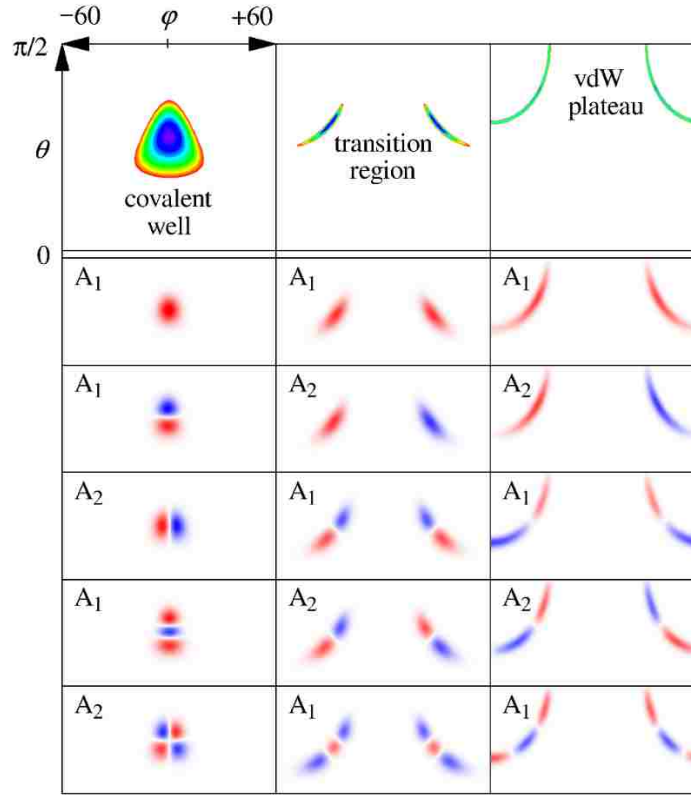 −60 φ +60
π/2
θ
0
covalent
well
transition
region
vdW
plateau
A1 A1 A1
A1 A2 A2
A2 A1 A1
A1 A2 A2
A2 A1 A1